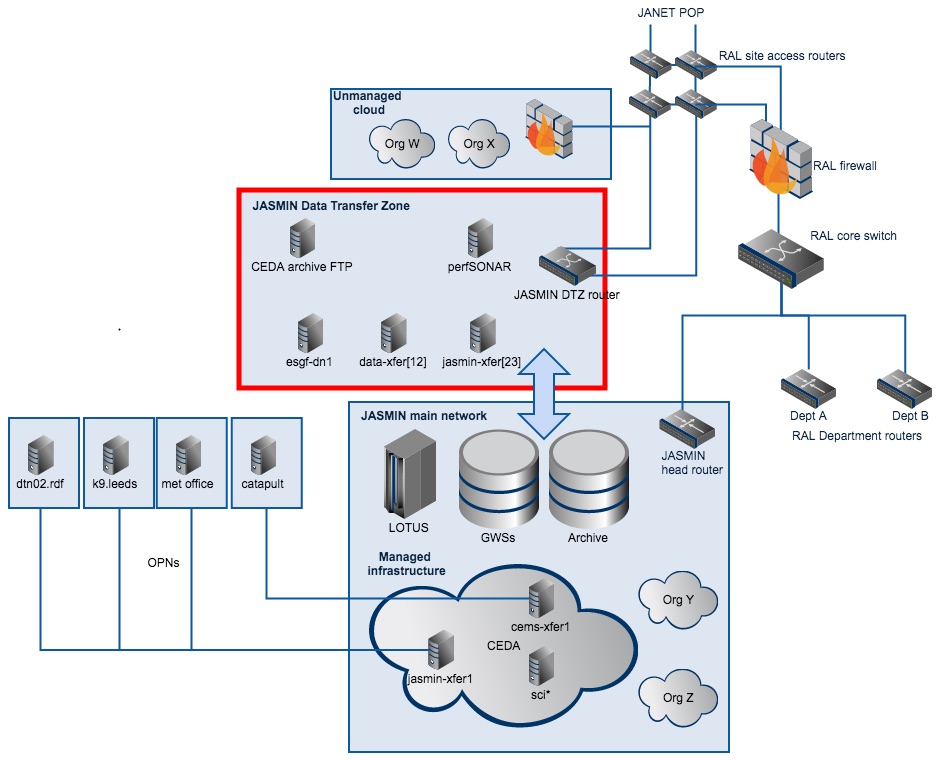 JANET POP
RAL site access routers
Unmanaged
cloud
Org W
Org X
RAL firewall
JASMIN Data Transfer Zone
RAL core switch
CEDA archive FTP
perfSONAR
JASMIN DTZ router
esgf-dn1
data-xfer[12]
jasmin-xfer[23]
JASMIN main network
Dept A
Dept B
RAL Department routers
JASMIN
head router
dtn02.rdf
k9.leeds
met office
catapult
LOTUS
GWSs
Archive
OPNs
Managed
infrastructure
Org Y
cems-xfer1
CEDA
jasmin-xfer1
sci*
Org Z